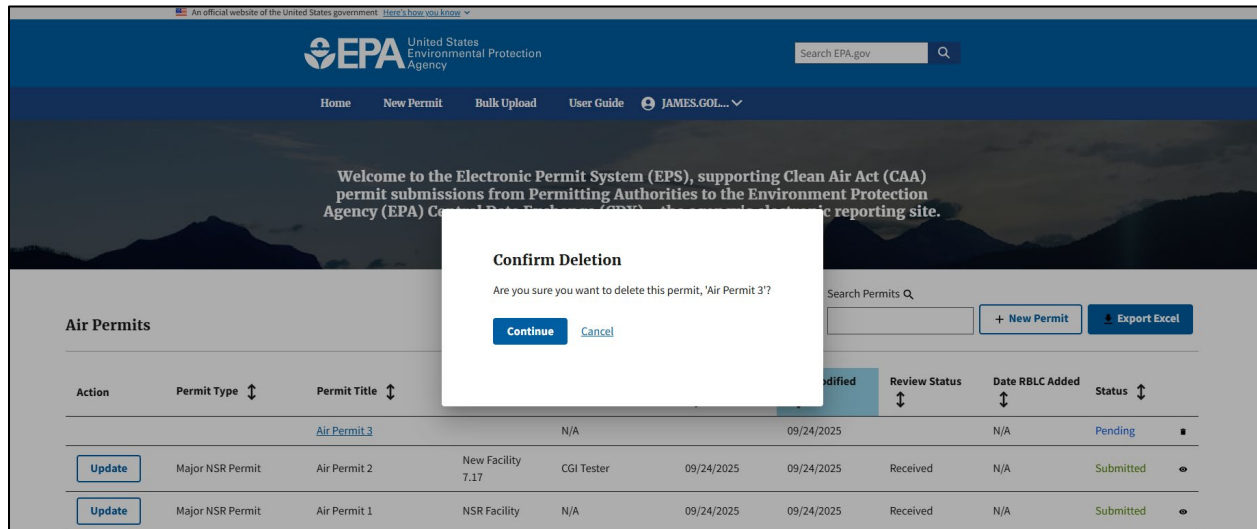 An official website of the United States government Here's how you know
EPA United States
Environmental Protection
Agency
Search EPA.gov
Home New Permit Bulk Upload User Guide JAMES.GOL...
Welcome to the Electronic Permit System (EPS), supporting Clean Air Act (CAA)
permit submissions from Permitting Authorities to the Environment Protection
Agency (EPA) Central Data Exchange (CDX) - the agency's electronic reporting site.
Confirm Deletion
Are you sure you want to delete this permit, 'Air Permit 3'?
Continue Cancel
Search Permits
Air Permits
+ New Permit Export Excel
Action Permit Type Permit Title Review Status Date RBLC Added Status
Air Permit 3 N/A 09/24/2025 N/A Pending
Update Major NSR Permit Air Permit 2 New Facility 7.17 CGI Tester 09/24/2025 09/24/2025 Received N/A Submitted
Update Major NSR Permit Air Permit 1 NSR Facility N/A 09/24/2025 09/24/2025 Received N/A Submitted